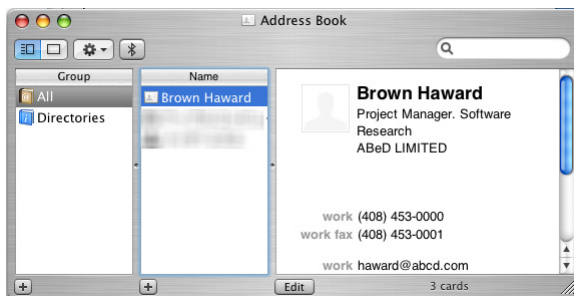 Address Book
Group
Name
All
Directories
Brown Haward
Brown Haward
Project Manager. Software
Research
ABeD LIMITED
work (408) 453-0000
work fax (408) 453-0001
work haward@abcd.com
Edit
3 cards